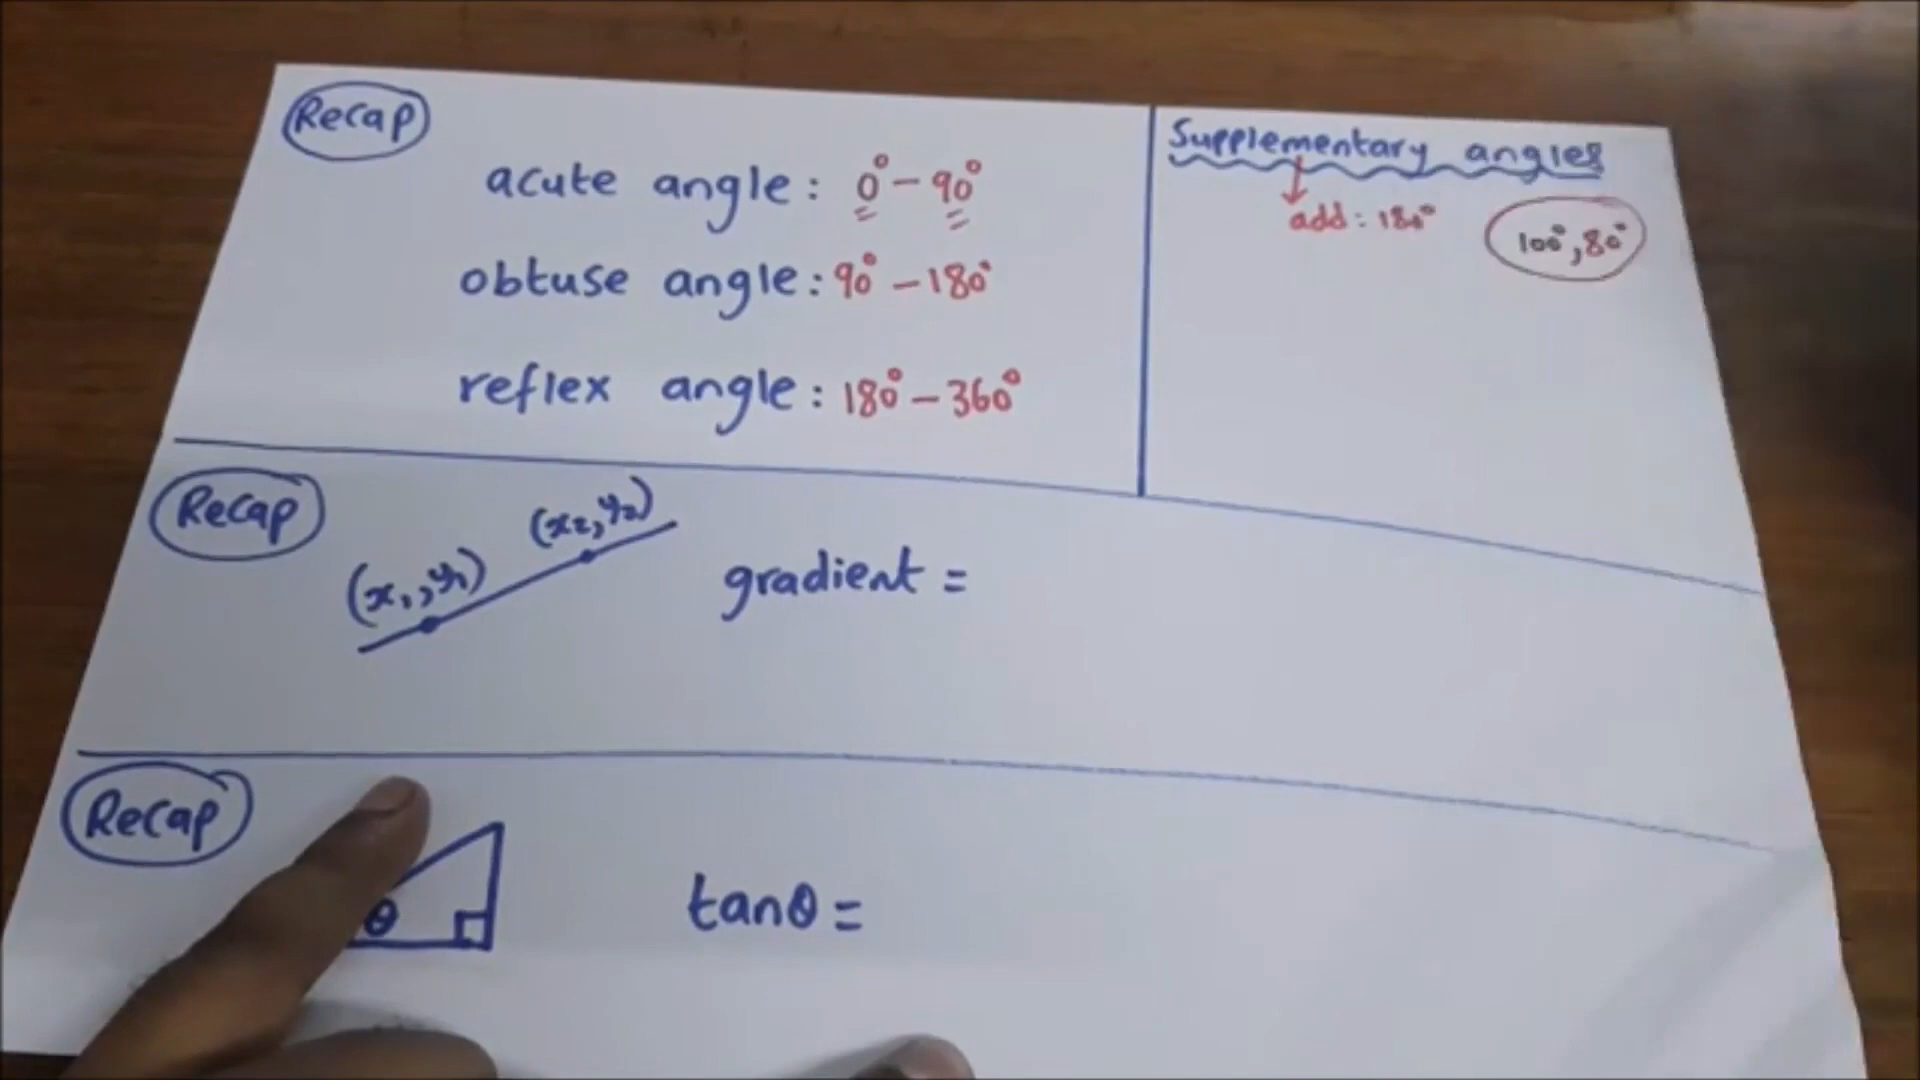 Recap
acute angle: 0° – 90°
obtuse angle: 90° – 180°
reflex angle: 180° – 360°
Supplementary angles
add: 180°
100°, 80°
Recap
(x₁, y₁)
(x₂, y₂)
gradient =
Recap
θ
tanθ =